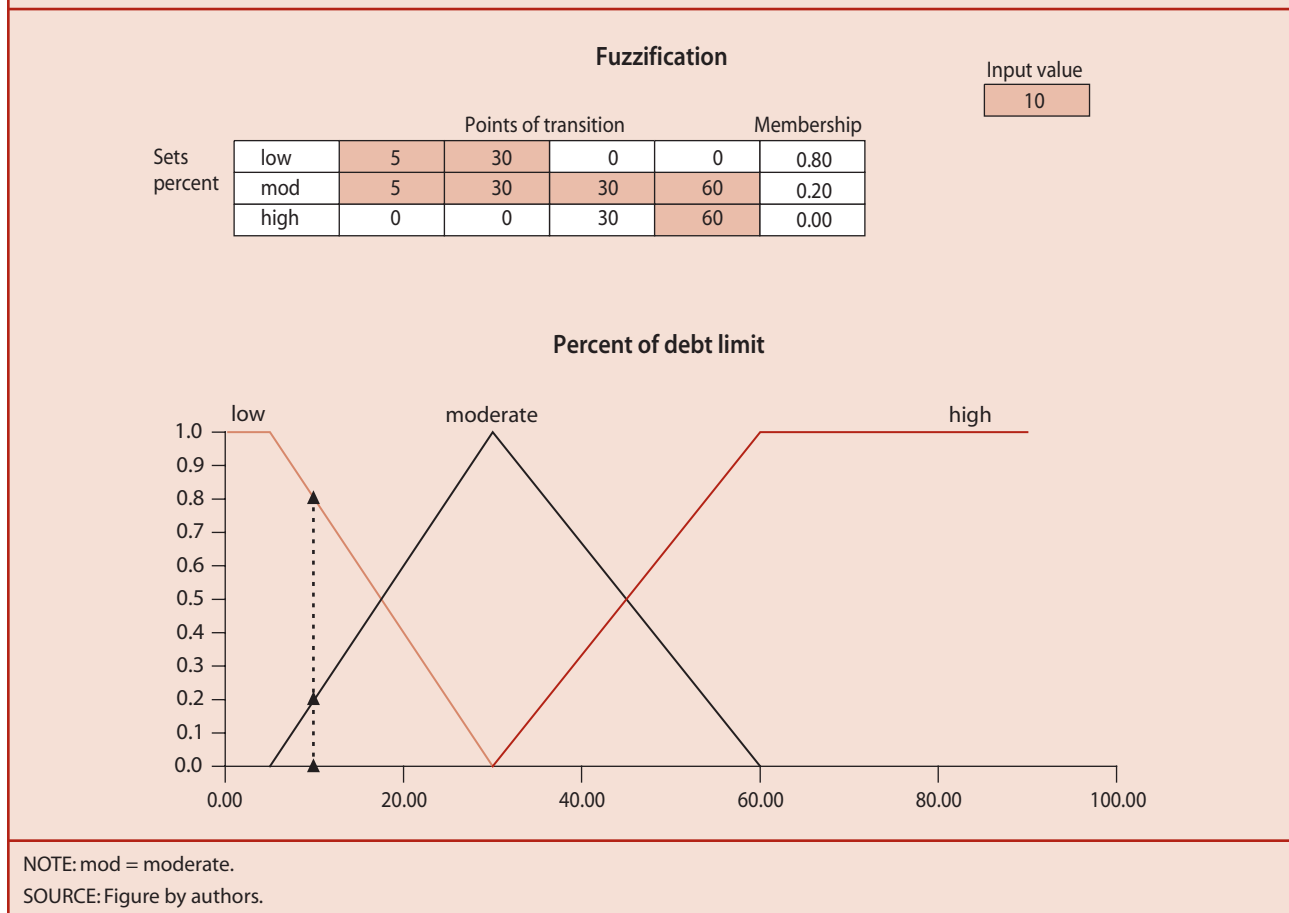 Fuzzification
Input value
10
Points of transition Membership
Sets percent
low 5 30 0 0 0.80
mod 5 30 30 60 0.20
high 0 0 30 60 0.00
Percent of debt limit
low moderate high
1.0
0.9
0.8
0.7
0.6
0.5
0.4
0.3
0.2
0.1
0.0
0.00 20.00 40.00 60.00 80.00 100.00
NOTE: mod = moderate.
SOURCE: Figure by authors.